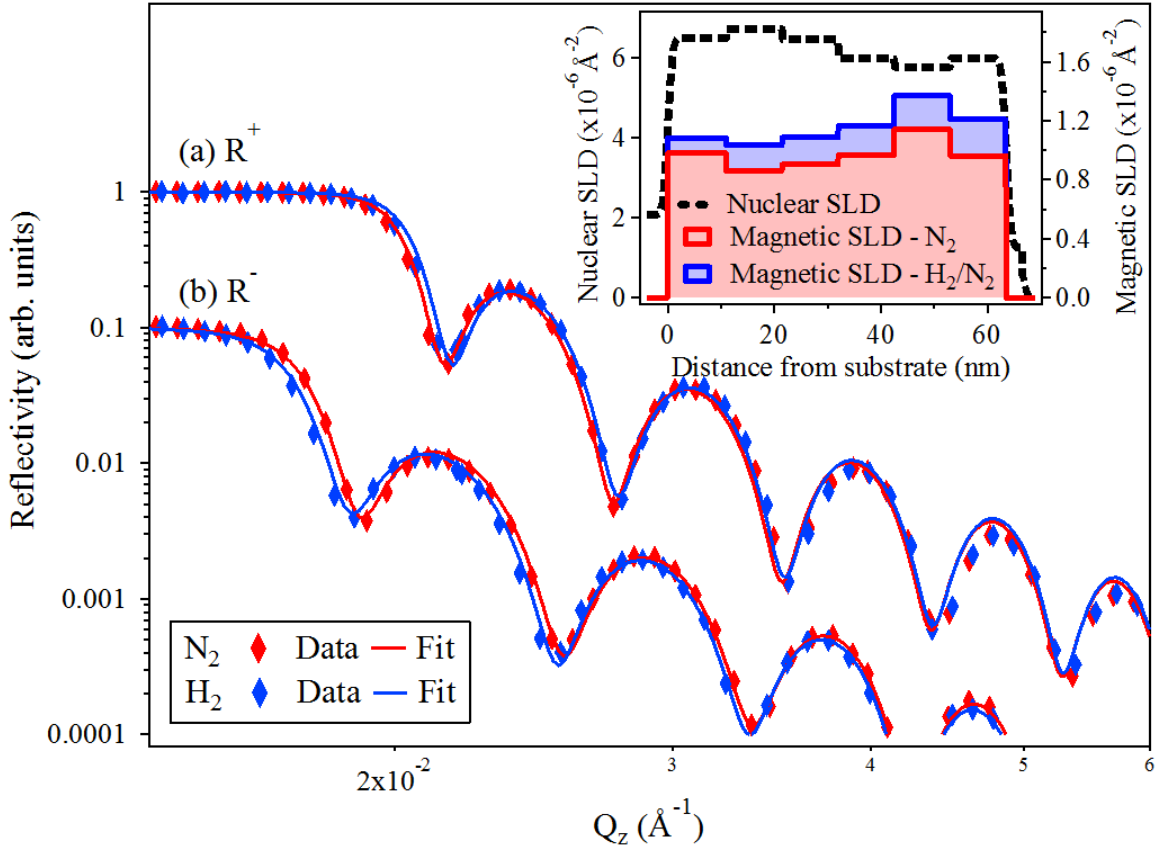 (a) R⁺
(b) R⁻
Reflectivity (arb. units)
1
0.1
0.01
0.001
0.0001
2x10⁻²
3
4
5
6
Q_z (Å⁻¹)
N₂ Data Fit
H₂ Data Fit
Nuclear SLD (x10⁻⁶ Å⁻²)
6
4
2
0
Magnetic SLD (x10⁻⁶ Å⁻²)
1.6
1.2
0.8
0.4
0.0
Nuclear SLD
Magnetic SLD - N₂
Magnetic SLD - H₂/N₂
0
20
40
60
Distance from substrate (nm)